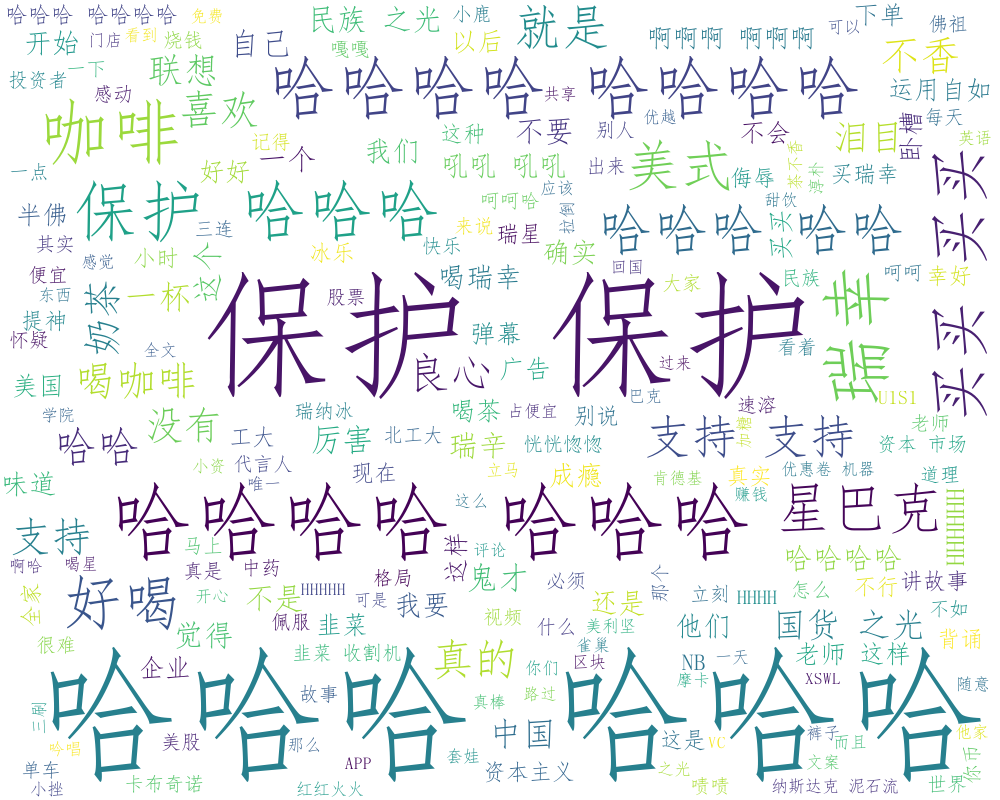 哈哈哈 哈哈哈哈
免费
民族 之光
小鹿
就是
可以
下单
佛祖
开始
门店
看到
烧钱
自己
嘎嘎
以后
啊啊啊 啊啊啊
不香
投资者
一下
联想
哈哈哈哈 哈哈哈哈
运用自如
感动
喜欢
共享
优越
每天
卧槽
咖啡
记得
一个
我们
这种
不要
别人
不会
泪目
英语
一点
好好
吼吼 吼吼
出来
美式
侮辱
茶不香
买瑞幸
买买 买买
半佛
保护
哈哈哈
三连
呵呵哈
应该
拉倒
甜饮
其实
小时
这个
冰乐
快乐
来说
瑞星
确实
哈哈哈 哈哈
买买
便宜
感觉
股票
喝瑞幸
回国
大家
民族
呵呵
幸好
东西
奶茶
一杯
保护 保护
瑞幸
提神
怀疑
全文
弹幕
良心
广告
过来
看着
美国
喝咖啡
巴克
速溶
UIS1
学院
没有
瑞纳冰
喝茶
占便宜
别说
支持 支持
加槽
老师
资本 市场
哈哈
工大
厉害
北工大
瑞幸
恍恍惚惚
小资
代言人
现在
立马
成瘾
肯德基
真实
优惠卷
机器
道理
味道
唯一
这么
赚钱
HHHHHH
支持
哈哈哈哈 哈哈哈
星巴克
马上
这样
评论
哈哈哈哈
啊哈
喝星
真是
中药
格局
鬼才
必须
那个
立刻
怎么
不行
讲故事
全家
好喝
开心
不是
HHHHH
可是
我要
还是
HHHH
不如
佩服
韭菜
视频
什么
美利坚
他们
国货 之光
背诵
很难
觉得
韭菜 收割机
真的
雀巢
区块
NB
一天
老师 这样
企业
你们
摩卡
XSWL
随意
哈哈哈 哈哈哈
故事
真棒
路过
三刷
吟唱
美股
那么
中国
这是
VC
裤子
而且
他家
套娃
文案
你币
单车
APP
资本主义
之光
小挫
卡布奇诺
红红火火
啧啧
纳斯达克
泥石流
世界